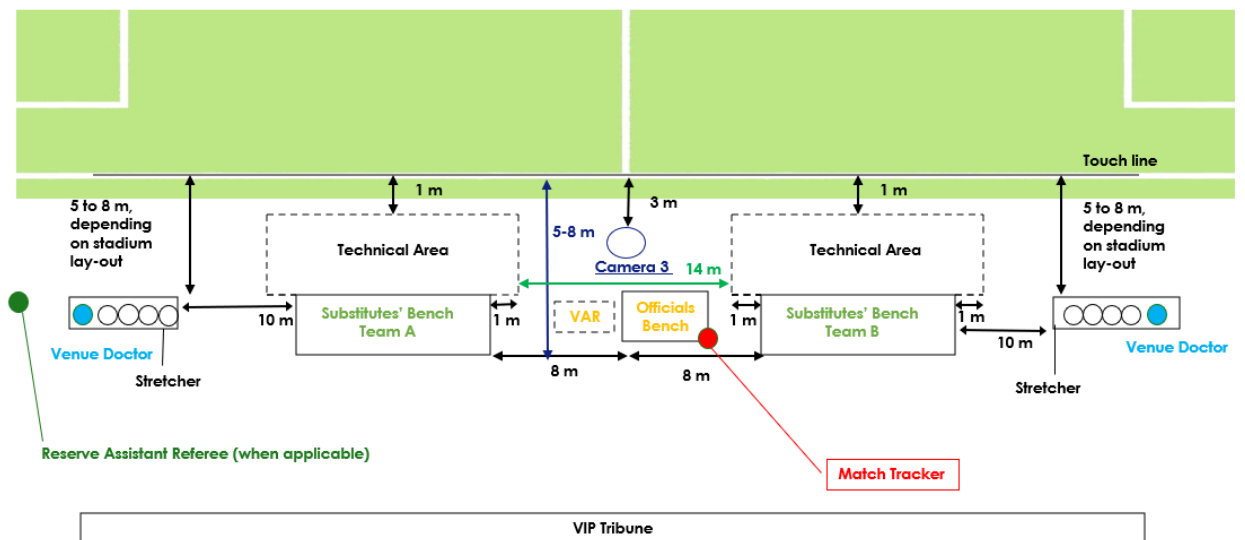 Touch line
1 m
1 m
3 m
5 to 8 m,
depending
on stadium
lay-out
5 to 8 m,
depending
on stadium
lay-out
5-8 m
Technical Area
Technical Area
Camera 3
14 m
Substitutes' Bench
Team A
VAR
Officials
Bench
Substitutes' Bench
Team B
10 m
1 m
1 m
1 m
10 m
Venue Doctor
Venue Doctor
8 m
8 m
Stretcher
Stretcher
Reserve Assistant Referee (when applicable)
Match Tracker
VIP Tribune